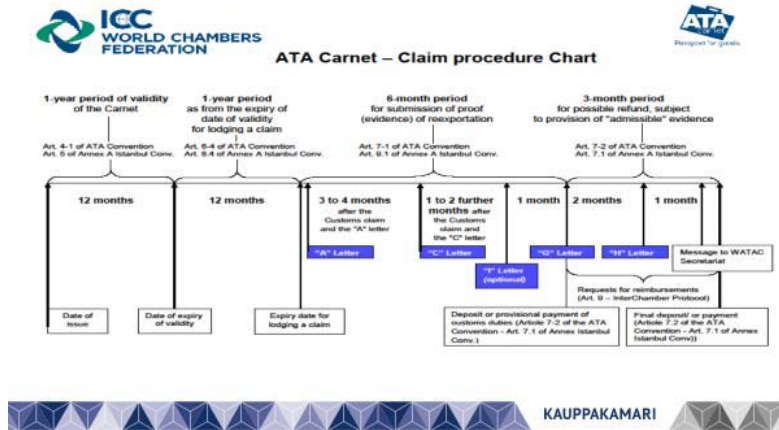 ICC
WORLD CHAMBERS
FEDERATION
ATA
carnet
Passport for goods
ATA Carnet – Claim procedure Chart
1-year period of validity
of the Carnet
Art. 4-1 of ATA Convention
Art. 5 of Annex A Istanbul Conv.
1-year period
as from the expiry of
date of validity
for lodging a claim
Art. 6-4 of ATA Convention
Art. 8.4 of Annex A Istanbul Conv.
6-month period
for submission of proof
(evidence) of reexportation
Art. 7-1 of ATA Convention
Art. 9.1 of Annex A Istanbul Conv.
3-month period
for possible refund, subject
to provision of "admissible" evidence
Art. 7-2 of ATA Convention
Art. 7.1 of Annex A Istanbul Conv.
12 months
12 months
3 to 4 months
after the
Customs claim
and the "A" letter
1 to 2 further
months after
the Customs
claim and
the "C" letter
1 month
2 months
1 month
"A" Letter
"C" Letter
"I" Letter
(optional)
"G" Letter
"H" Letter
Message to WATAC
Secretariat
Requests for reimbursements
(Art. 9 – InterChamber Protocol)
Date of
issue
Date of expiry
of validity
Expiry date for
lodging a claim
Deposit or provisional payment of
customs duties (Article 7-2 of the ATA
Convention - Art. 7.1 of Annex Istanbul
Conv.)
Final deposit/ or payment
(Article 7.2 of the ATA
Convention - Art. 7.1 of Annex
Istanbul Conv))
KAUPPAKAMARI